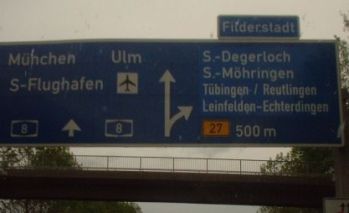 Filderstadt
München Ulm
S-Flughafen
S.-Degerloch
S.-Möhringen
Tübingen / Reutlingen
Leinfelden-Echterdingen
8 8 27 500 m